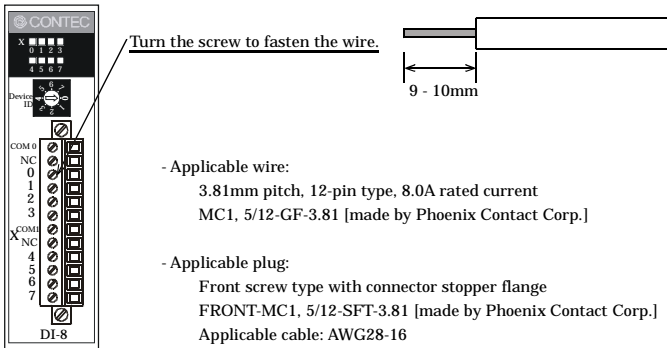 CONTEC
X
0 1 2 3
4 5 6 7
Device
ID
COM 0
NC
0
1
2
3
COM1
X
NC
4
5
6
7
DI-8
Turn the screw to fasten the wire.
9 - 10mm
- Applicable wire:
3.81mm pitch, 12-pin type, 8.0A rated current
MC1, 5/12-GF-3.81 [made by Phoenix Contact Corp.]
- Applicable plug:
Front screw type with connector stopper flange
FRONT-MC1, 5/12-SFT-3.81 [made by Phoenix Contact Corp.]
Applicable cable: AWG28-16